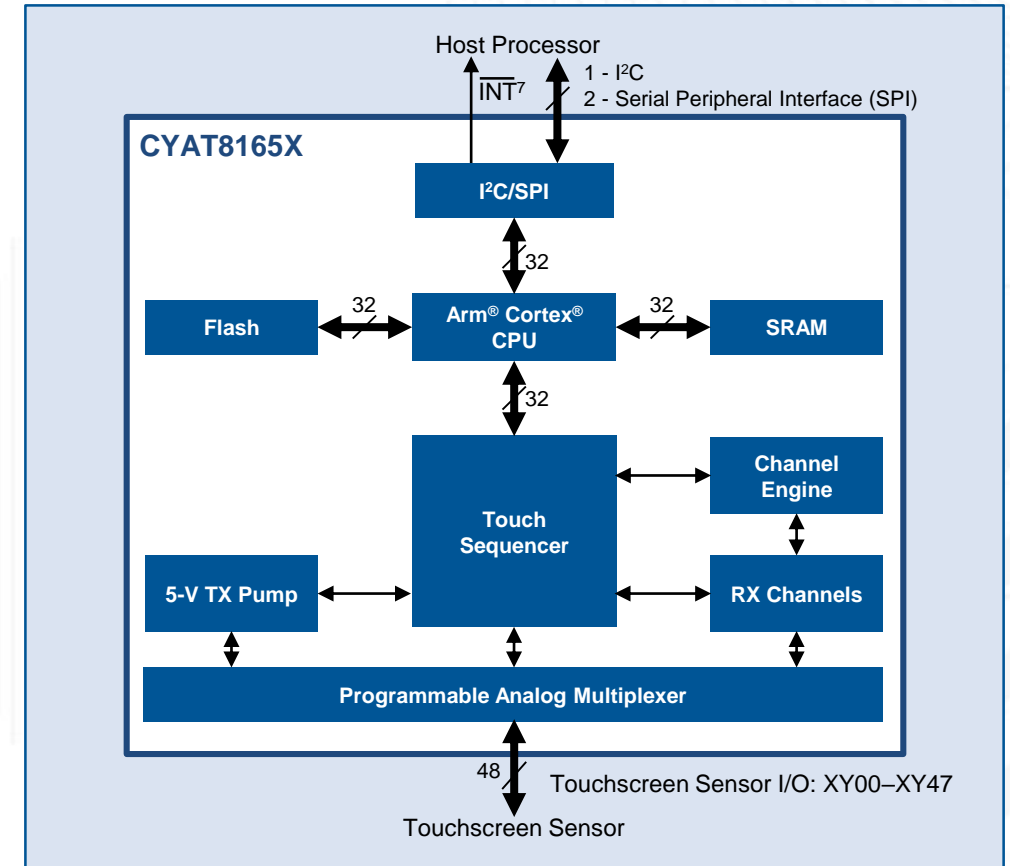 Host Processor
INT⁷
1 - I²C
2 - Serial Peripheral Interface (SPI)
CYAT8165X
I²C/SPI
32
Flash
32
Arm® Cortex®
CPU
32
SRAM
32
Touch
Sequencer
Channel
Engine
5-V TX Pump
RX Channels
Programmable Analog Multiplexer
48
Touchscreen Sensor I/O: XY00–XY47
Touchscreen Sensor